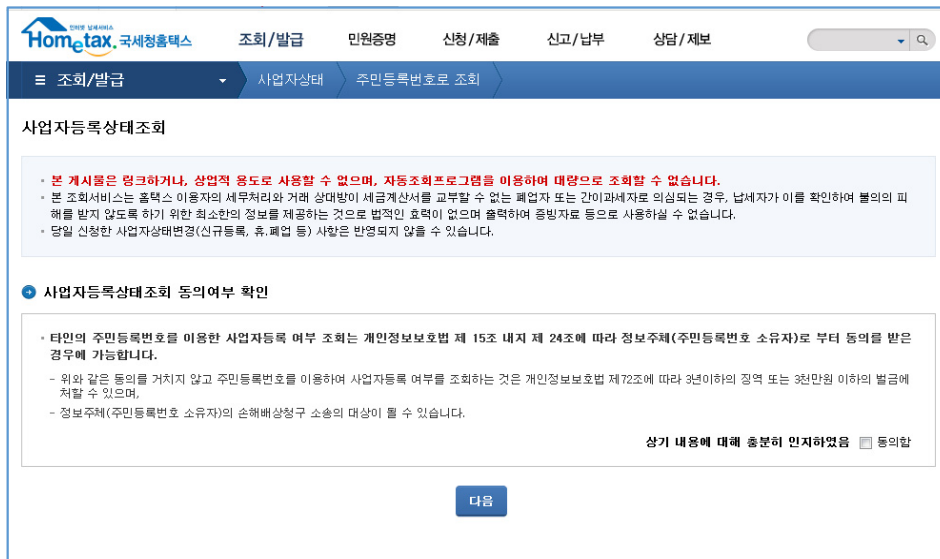 인터넷 납세서비스
Hometax. 국세청홈택스
조회/발급 민원증명 신청/제출 신고/납부 상담/제보
조회/발급 사업자상태 주민등록번호로 조회
사업자등록상태조회
본 게시물은 링크하거나, 상업적 용도로 사용할 수 없으며, 자동조회프로그램을 이용하여 대량으로 조회할 수 없습니다.
본 조회서비스는 홈택스 이용자의 세무처리와 거래 상대방이 세금계산서를 교부할 수 없는 폐업자 또는 간이과세자로 의심되는 경우, 납세자가 이를 확인하여 불의의 피
해를 받지 않도록 하기 위한 최소한의 정보를 제공하는 것으로 법적인 효력이 없으며 출력하여 증빙자료 등으로 사용하실 수 없습니다.
당일 신청한 사업자상태변경(신규등록, 휴.폐업 등) 사항은 반영되지 않을 수 있습니다.
사업자등록상태조회 동의여부 확인
타인의 주민등록번호를 이용한 사업자등록 여부 조회는 개인정보보호법 제 15조 내지 제 24조에 따라 정보주체(주민등록번호 소유자)로 부터 동의를 받은
경우에 가능합니다.
- 위와 같은 동의를 거치지 않고 주민등록번호를 이용하여 사업자등록 여부를 조회하는 것은 개인정보보호법 제72조에 따라 3년이하의 징역 또는 3천만원 이하의 벌금에
처할 수 있으며,
- 정보주체(주민등록번호 소유자)의 손해배상청구 소송의 대상이 될 수 있습니다.
상기 내용에 대해 충분히 인지하였음 동의함
다음